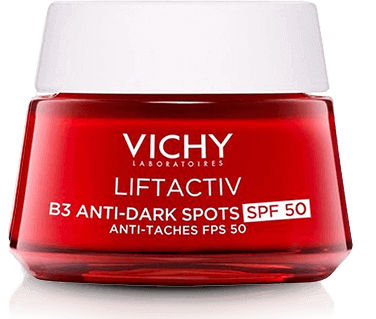 VICHY
LABORATOIRES
LIFTACTIV
B3 ANTI-DARK SPOTS SPF 50
ANTI-TACHES FPS 50